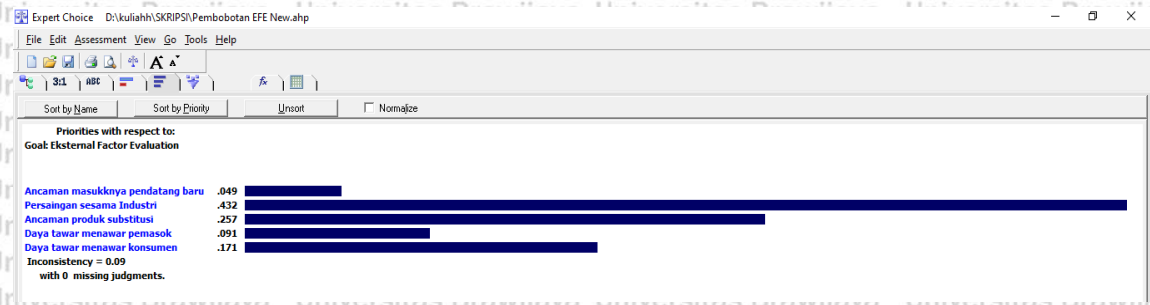 Expert Choice D:\kuliahh\SKRIPSI\Pembobotan EFE New.ahp
File Edit Assessment View Go Tools Help
A A
3:1 ABC fx
Sort by Name Sort by Priority Unsort Normalize
Priorities with respect to:
Goal: Eksternal Factor Evaluation
Ancaman masukknya pendatang baru .049
Persaingan sesama Industri .432
Ancaman produk substitusi .257
Daya tawar menawar pemasok .091
Daya tawar menawar konsumen .171
Inconsistency = 0.09
with 0 missing judgments.